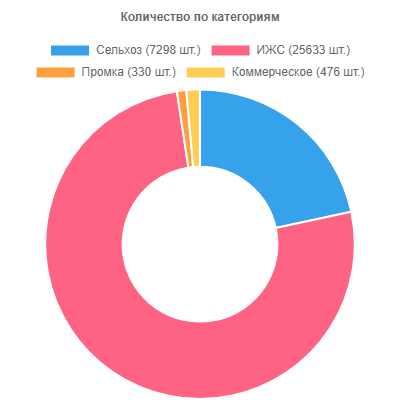 Количество по категориям
Сельхоз (7298 шт.) ИЖС (25633 шт.)
Промка (330 шт.) Коммерческое (476 шт.)